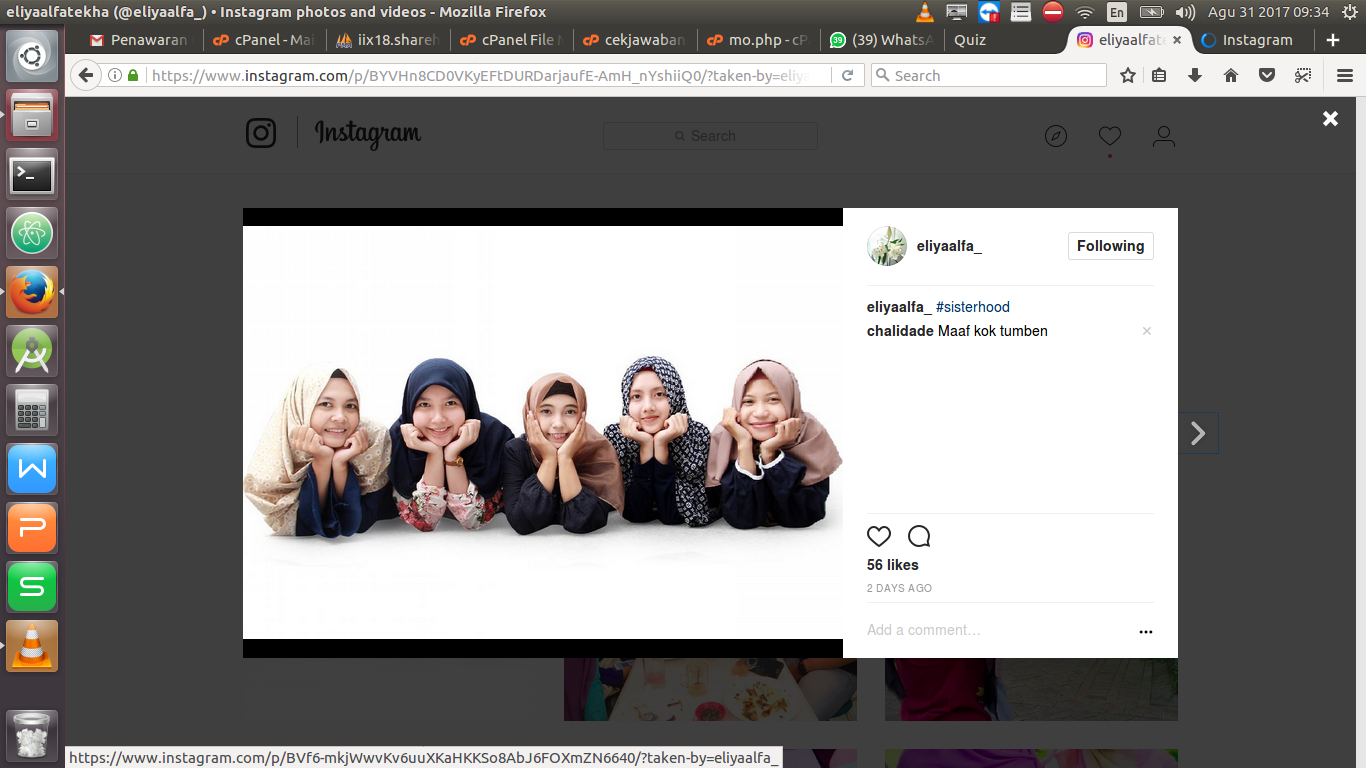 eliyaalfatekha (@eliyaalfa_) • Instagram photos and videos - Mozilla Firefox
En
Agu 31 2017 09:34
Penawaran
cPanel - Mai
iix18.shareh
cPanel File M
cekjawaban
mo.php - cP
(39) WhatsA
Quiz
eliyaalfate
Instagram
https://www.instagram.com/p/BYVHn8CD0VKyEFtDURDarjaufE-AmH_nYshiiQ0/?taken-by=eliya
Search
Instagram
Search
eliyaalfa_
Following
eliyaalfa_ #sisterhood
chalidade Maaf kok tumben
56 likes
2 DAYS AGO
Add a comment…
https://www.instagram.com/p/BVf6-mkjWwvKv6uuXKaHKKSo8AbJ6FOXmZN6640/?taken-by=eliyaalfa_